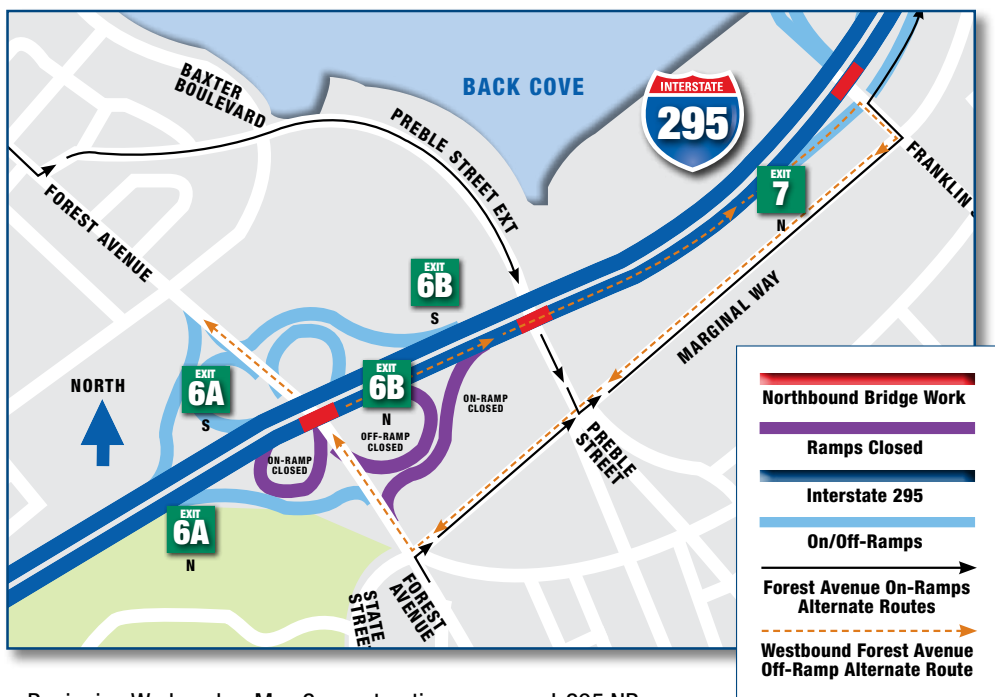 BAXTER
BOULEVARD
BACK COVE
INTERSTATE
295
PREBLE STREET EXT
FRANKLIN
FOREST AVENUE
EXIT
7
N
EXIT
6B
S
MARGINAL WAY
NORTH
EXIT
6A
S
EXIT
6B
N
ON-RAMP
CLOSED
OFF-RAMP
CLOSED
ON-RAMP
CLOSED
PREBLE
STREET
EXIT
6A
N
FOREST
AVENUE
STATE
STREET
Northbound Bridge Work
Ramps Closed
Interstate 295
On/Off-Ramps
Forest Avenue On-Ramps
Alternate Routes
Westbound Forest Avenue
Off-Ramp Alternate Route